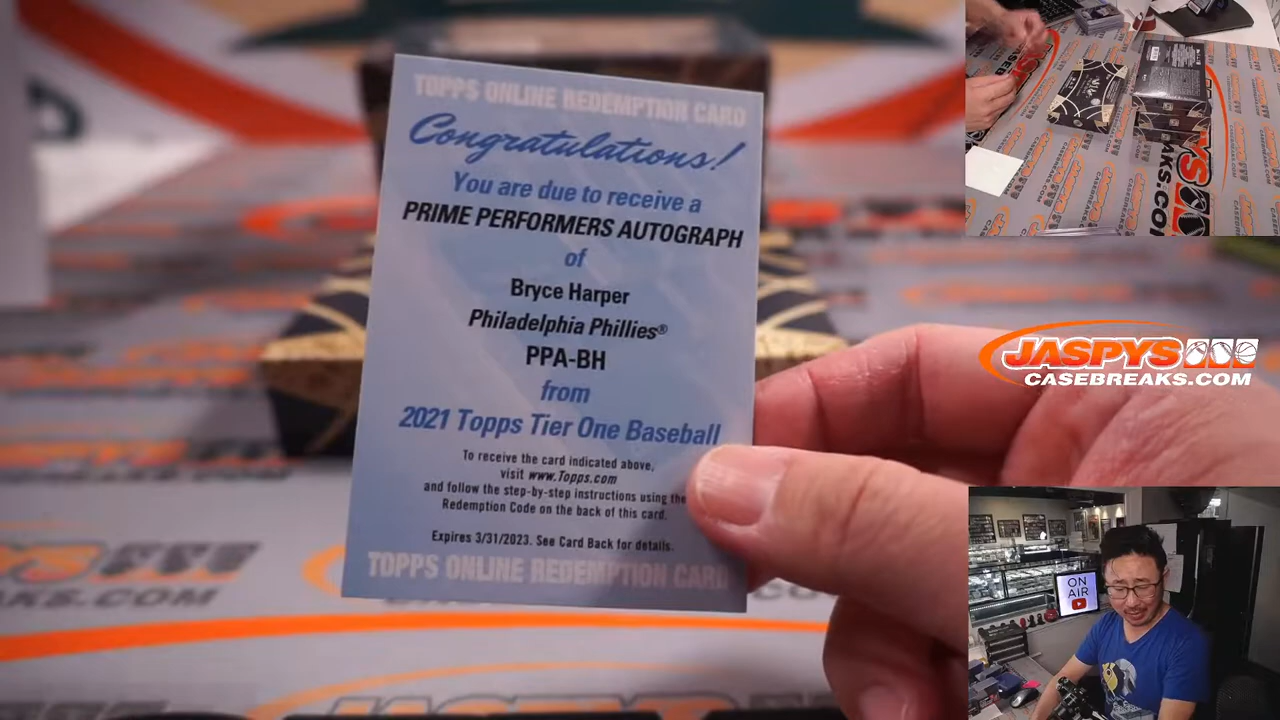 TOPPS ONLINE REDEMPTION CARD
Congratulations!
You are due to receive a
PRIME PERFORMERS AUTOGRAPH
of
Bryce Harper
Philadelphia Phillies®
PPA-BH
from
2021 Topps Tier One Baseball
To receive the card indicated above,
visit www.Topps.com
and follow the step-by-step instructions using the
Redemption Code on the back of this card.
Expires 3/31/2023. See Card Back for details.
TOPPS ONLINE REDEMPTION CARD
JASPYS
CASEBREAKS.COM
ON
AIR